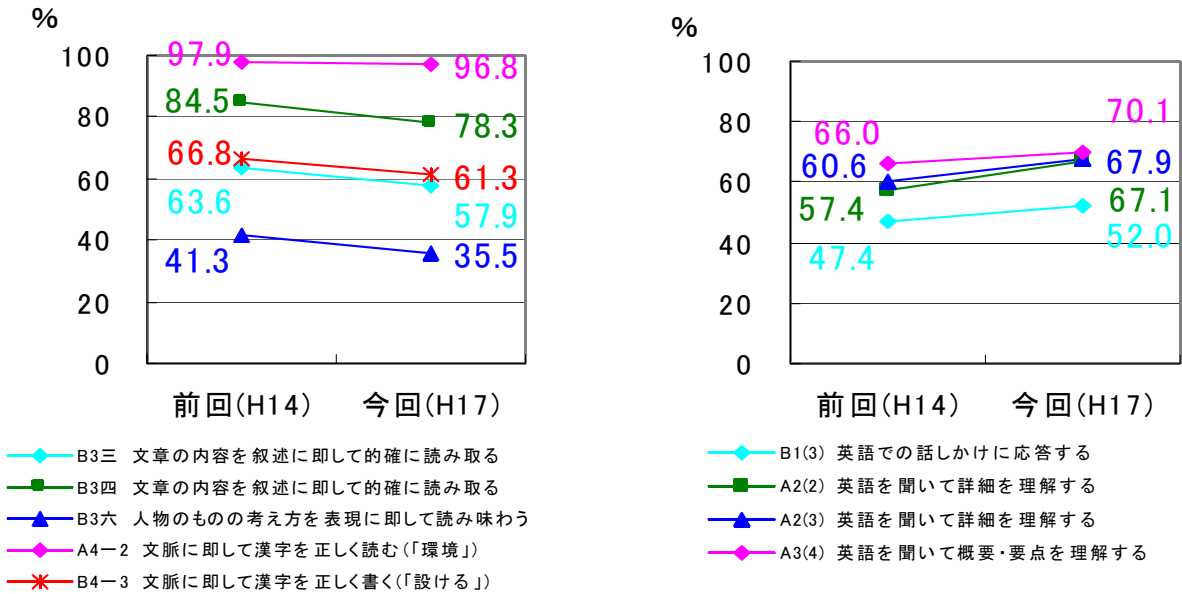 %
100
97.9
96.8
84.5
80
78.3
66.8
61.3
60
63.6
57.9
41.3
40
35.5
20
0
前回(H14) 今回(H17)
B3三 文章の内容を叙述に即して的確に読み取る
B3四 文章の内容を叙述に即して的確に読み取る
B3六 人物のものの考え方を表現に即して読み味わう
A4一2 文脈に即して漢字を正しく読む(「環境」)
B4一3 文脈に即して漢字を正しく書く(「設ける」)
%
100
80
70.1
66.0
60.6
67.9
60
57.4
67.1
52.0
47.4
40
20
0
前回(H14) 今回(H17)
B1(3) 英語での話しかけに応答する
A2(2) 英語を聞いて詳細を理解する
A2(3) 英語を聞いて詳細を理解する
A3(4) 英語を聞いて概要・要点を理解する